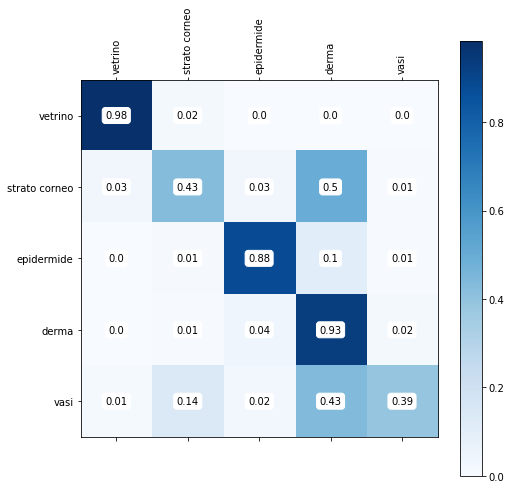 vetrino strato corneo epidermide derma vasi
vetrino 0.98 0.02 0.0 0.0 0.0
strato corneo 0.03 0.43 0.03 0.5 0.01
epidermide 0.0 0.01 0.88 0.1 0.01
derma 0.0 0.01 0.04 0.93 0.02
vasi 0.01 0.14 0.02 0.43 0.39
0.8
0.6
0.4
0.2
0.0